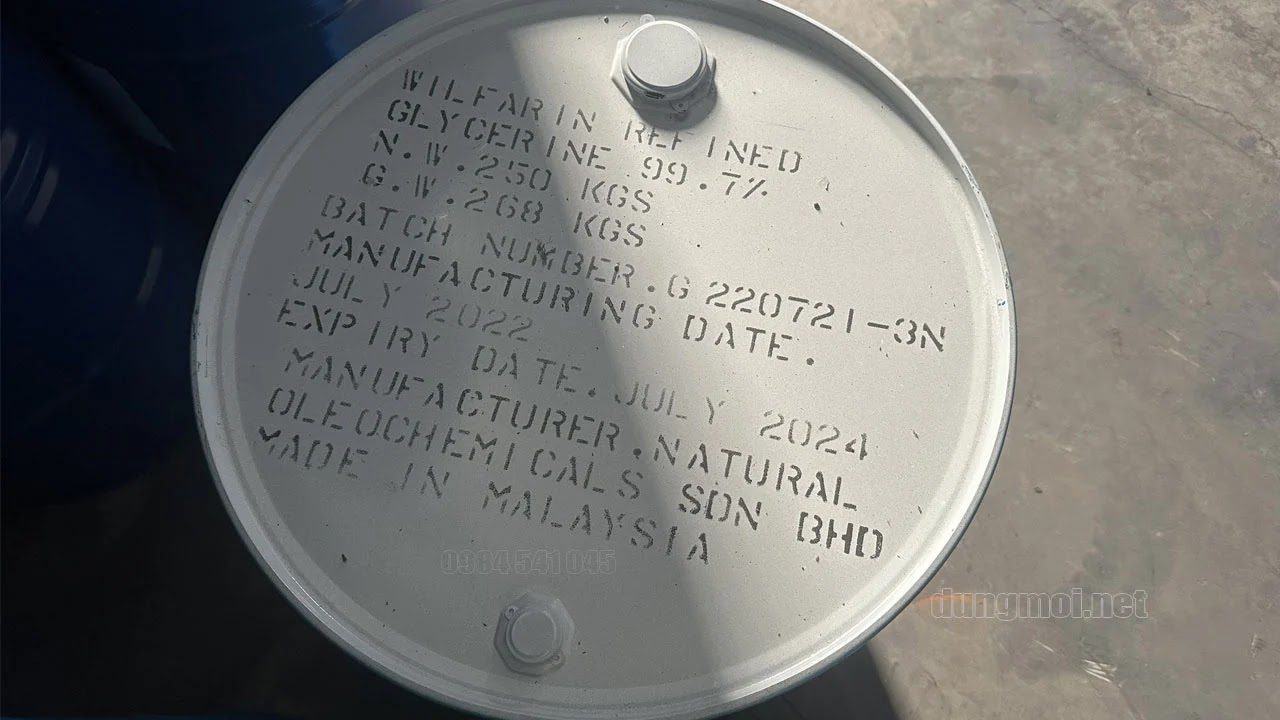 WILFARIN REFINED
GLYCERINE 99.7%
N.W.250 KGS
G.W.268 KGS
BATCH NUMBER.G220721-3N
MANUFACTURING DATE.
JULY 2022
EXPIRY DATE.JULY 2024
MANUFACTURER.NATURAL
OLEOCHEMICALS SDN BHD
MADE IN MALAYSIA
0984541045
dungmoi.net